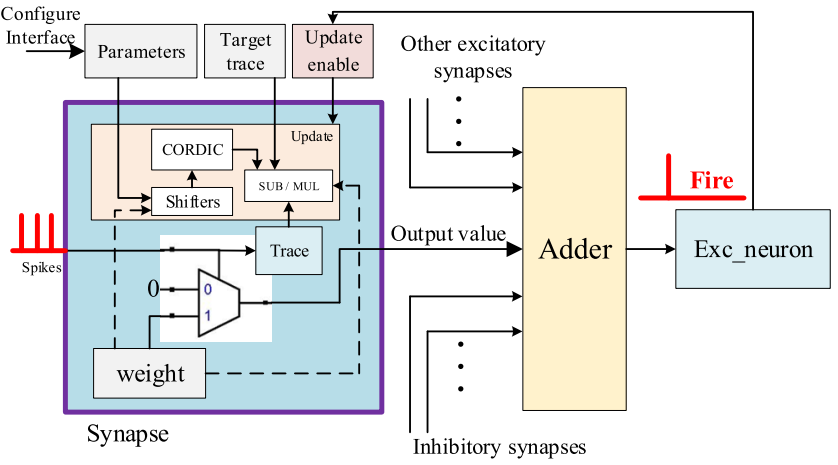 Configure
Interface
Parameters
Target
trace
Update
enable
Other excitatory
synapses
Update
CORDIC
SUB / MUL
Shifters
Fire
Spikes
Trace
Output value
Adder
Exc_neuron
0
0
1
weight
Synapse
Inhibitory synapses